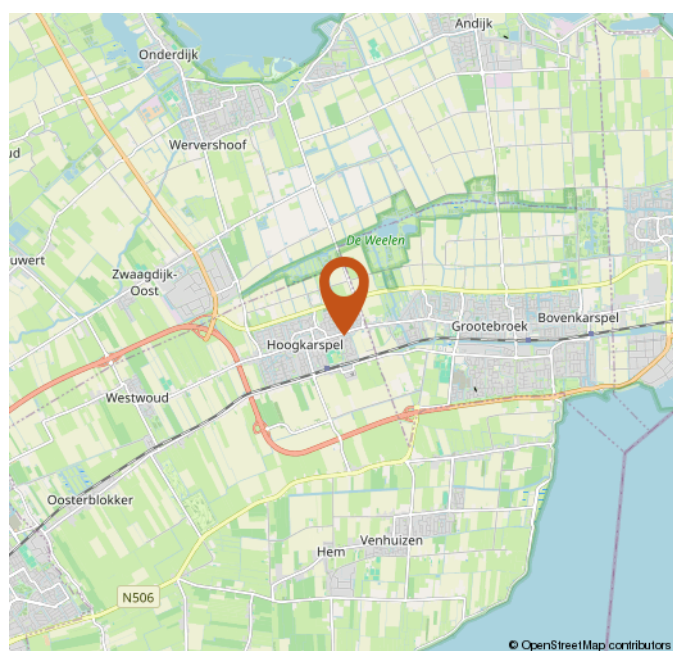 Andijk
Onderdijk
Wervershoof
ud
De Weelen
uwert
Zwaagdijk-
Oost
Bovenkarspel
Grootebroek
Hoogkarspel
Westwoud
Oosterblokker
Venhuizen
Hem
N506
© OpenStreetMap contributors